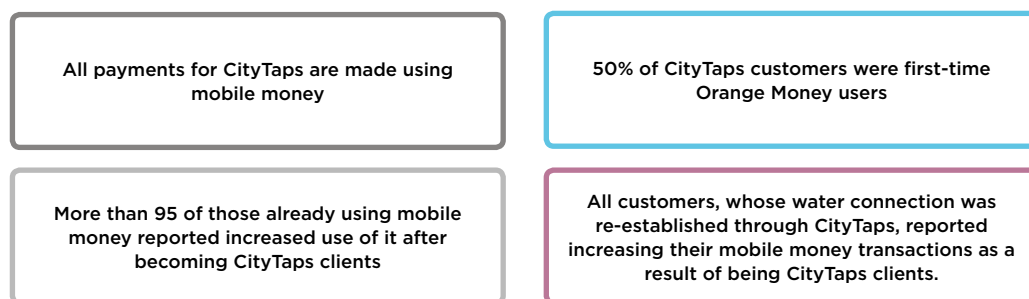 All payments for CityTaps are made using
mobile money
50% of CityTaps customers were first-time
Orange Money users
More than 95 of those already using mobile
money reported increased use of it after
becoming CityTaps clients
All customers, whose water connection was
re-established through CityTaps, reported
increasing their mobile money transactions as a
result of being CityTaps clients.